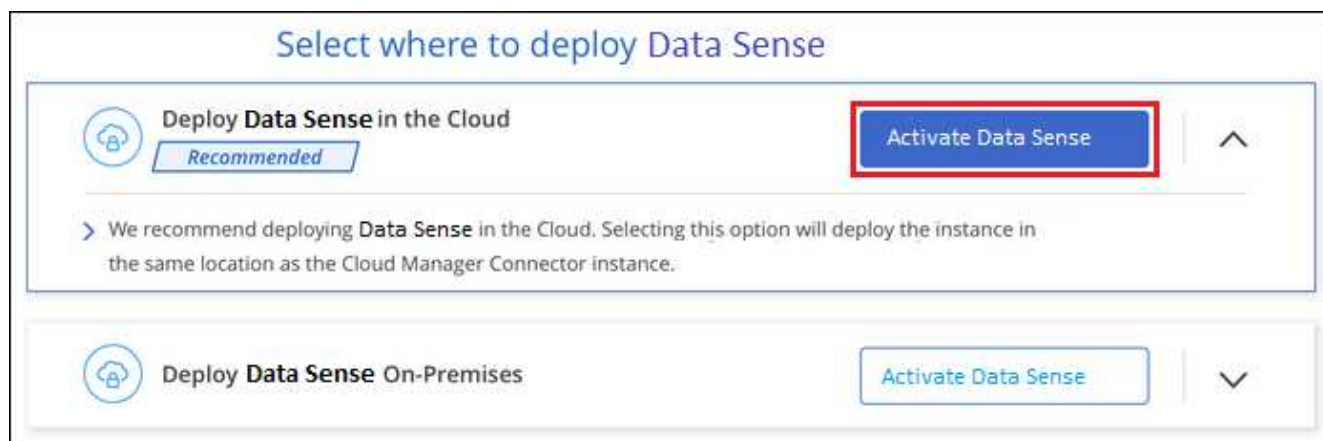 Select where to deploy Data Sense
Deploy Data Sense in the Cloud
Activate Data Sense
Recommended
We recommend deploying Data Sense in the Cloud. Selecting this option will deploy the instance in
the same location as the Cloud Manager Connector instance.
Deploy Data Sense On-Premises
Activate Data Sense